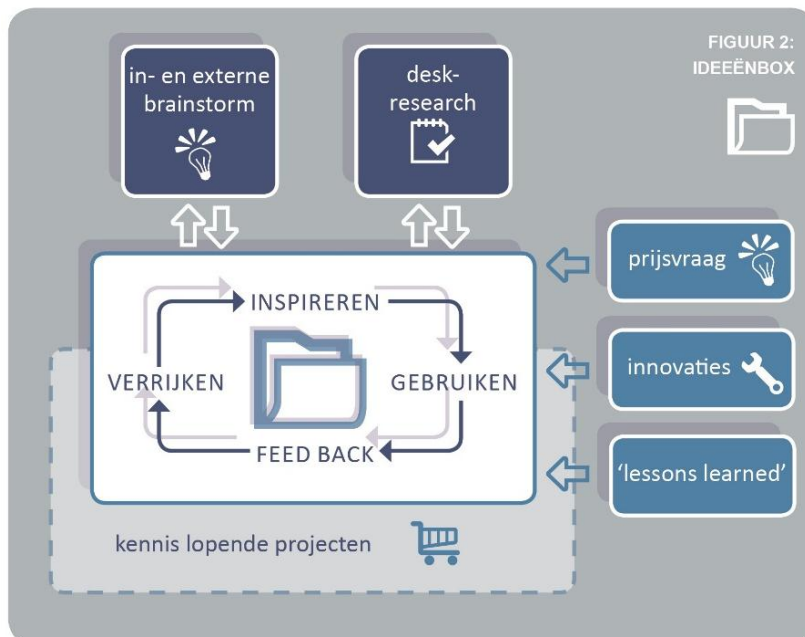 FIGUUR 2:
IDEEËNBOX
in- en externe
brainstorm
desk-
research
prijsvraag
innovaties
‘lessons learned’
INSPIREREN
VERRIJKEN
GEBRUIKEN
FEED BACK
kennis lopende projecten